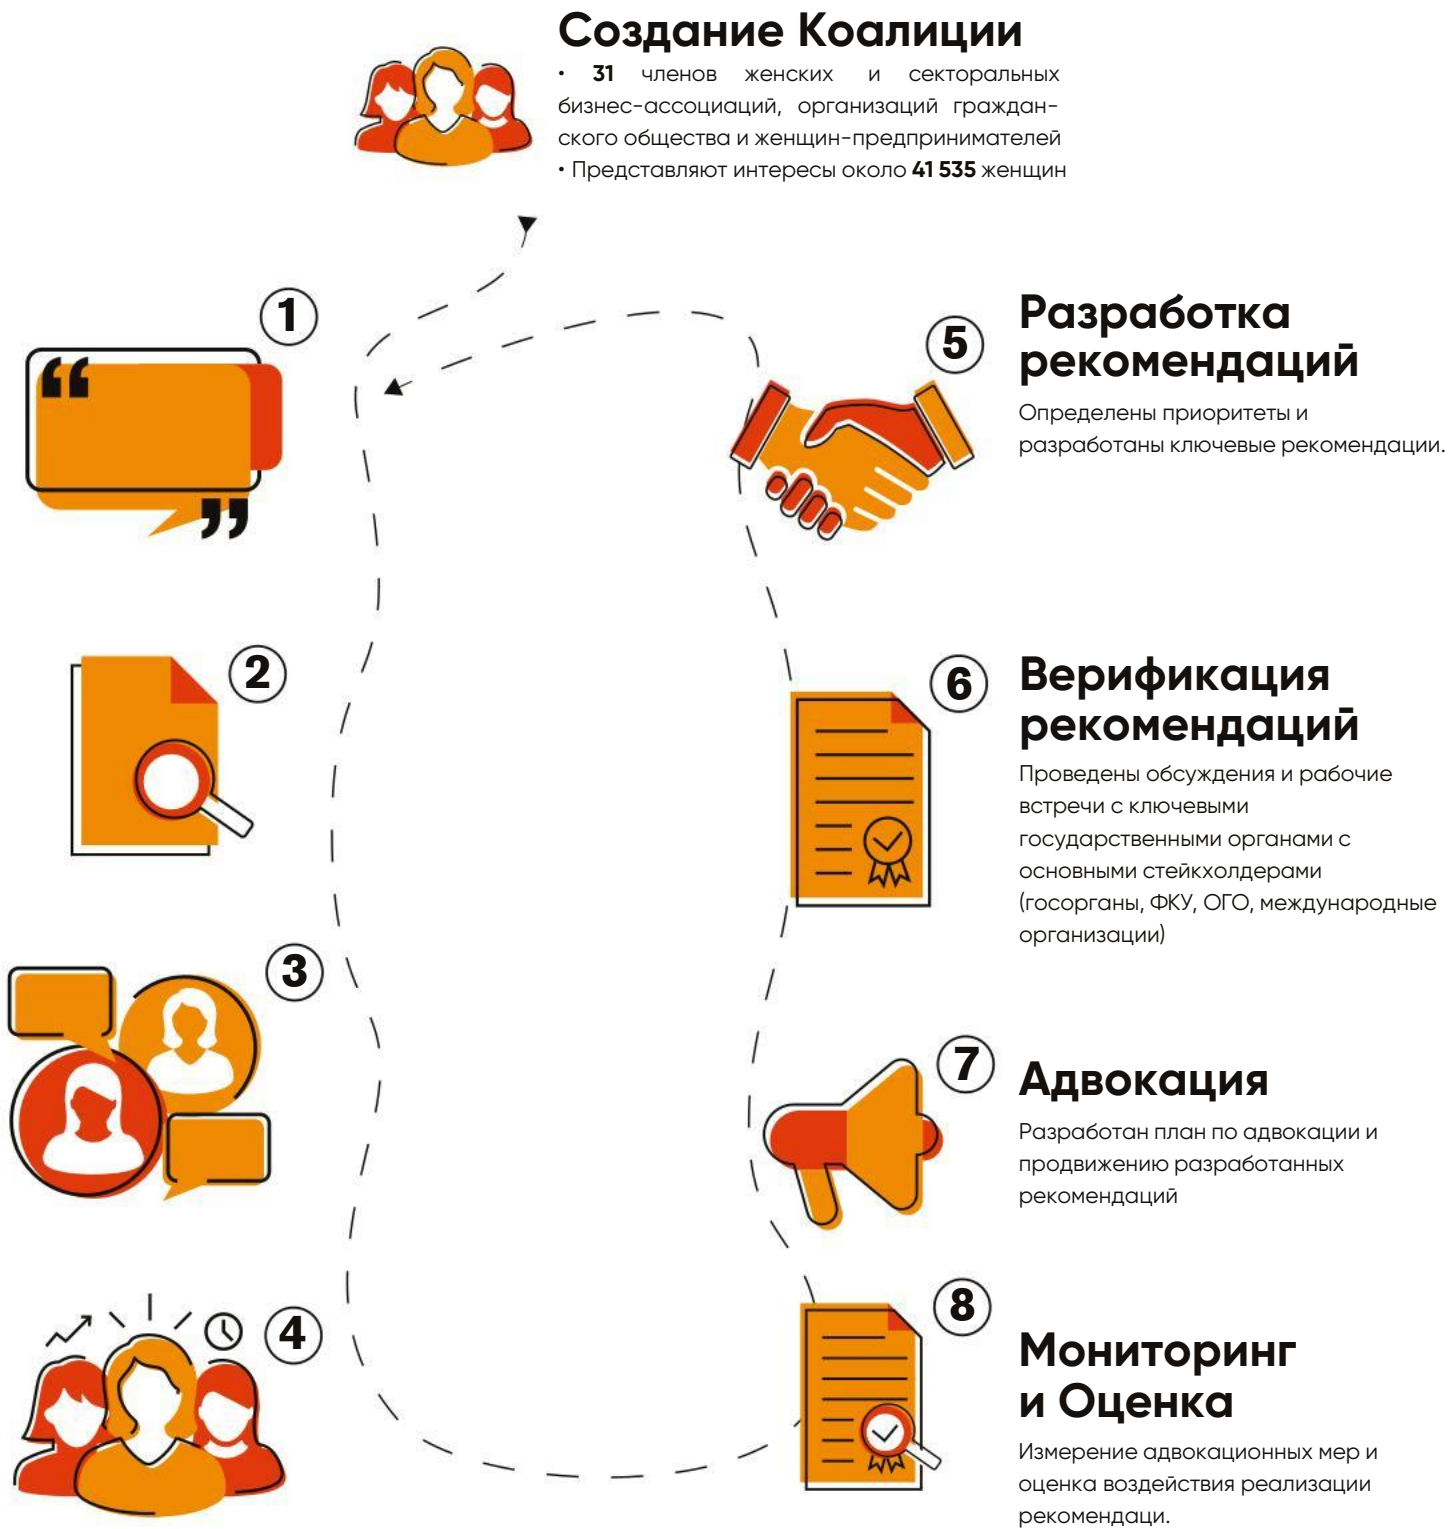 Создание Коалиции
• 31 членов женских и секторальных
бизнес-ассоциаций, организаций граждан-
ского общества и женщин-предпринимателей
• Представляют интересы около 41 535 женщин
1
2
3
4
5
Разработка
рекомендаций
Определены приоритеты и
разработаны ключевые рекомендации.
6
Верификация
рекомендаций
Проведены обсуждения и рабочие
встречи с ключевыми
государственными органами с
основными стейкхолдерами
(госорганы, ФКУ, ОГО, международные
организации)
7
Адвокация
Разработан план по адвокации и
продвижению разработанных
рекомендаций
8
Мониторинг
и Оценка
Измерение адвокационных мер и
оценка воздействия реализации
рекомендаци.